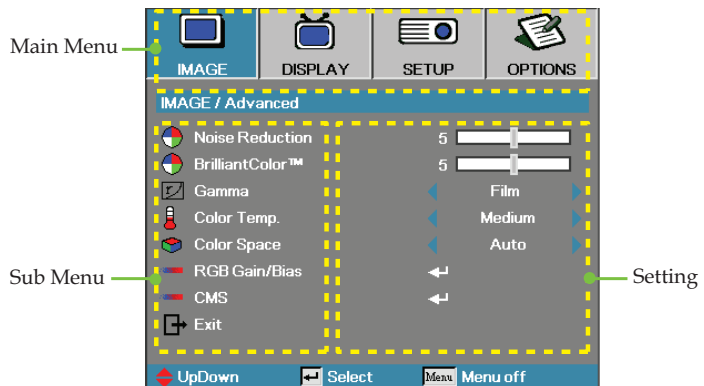 Main Menu
IMAGE DISPLAY SETUP OPTIONS
IMAGE / Advanced
Noise Reduction 5
BrilliantColor™ 5
Gamma Film
Color Temp. Medium
Color Space Auto
Sub Menu RGB Gain/Bias Setting
CMS
Exit
UpDown Select Menu Menu off